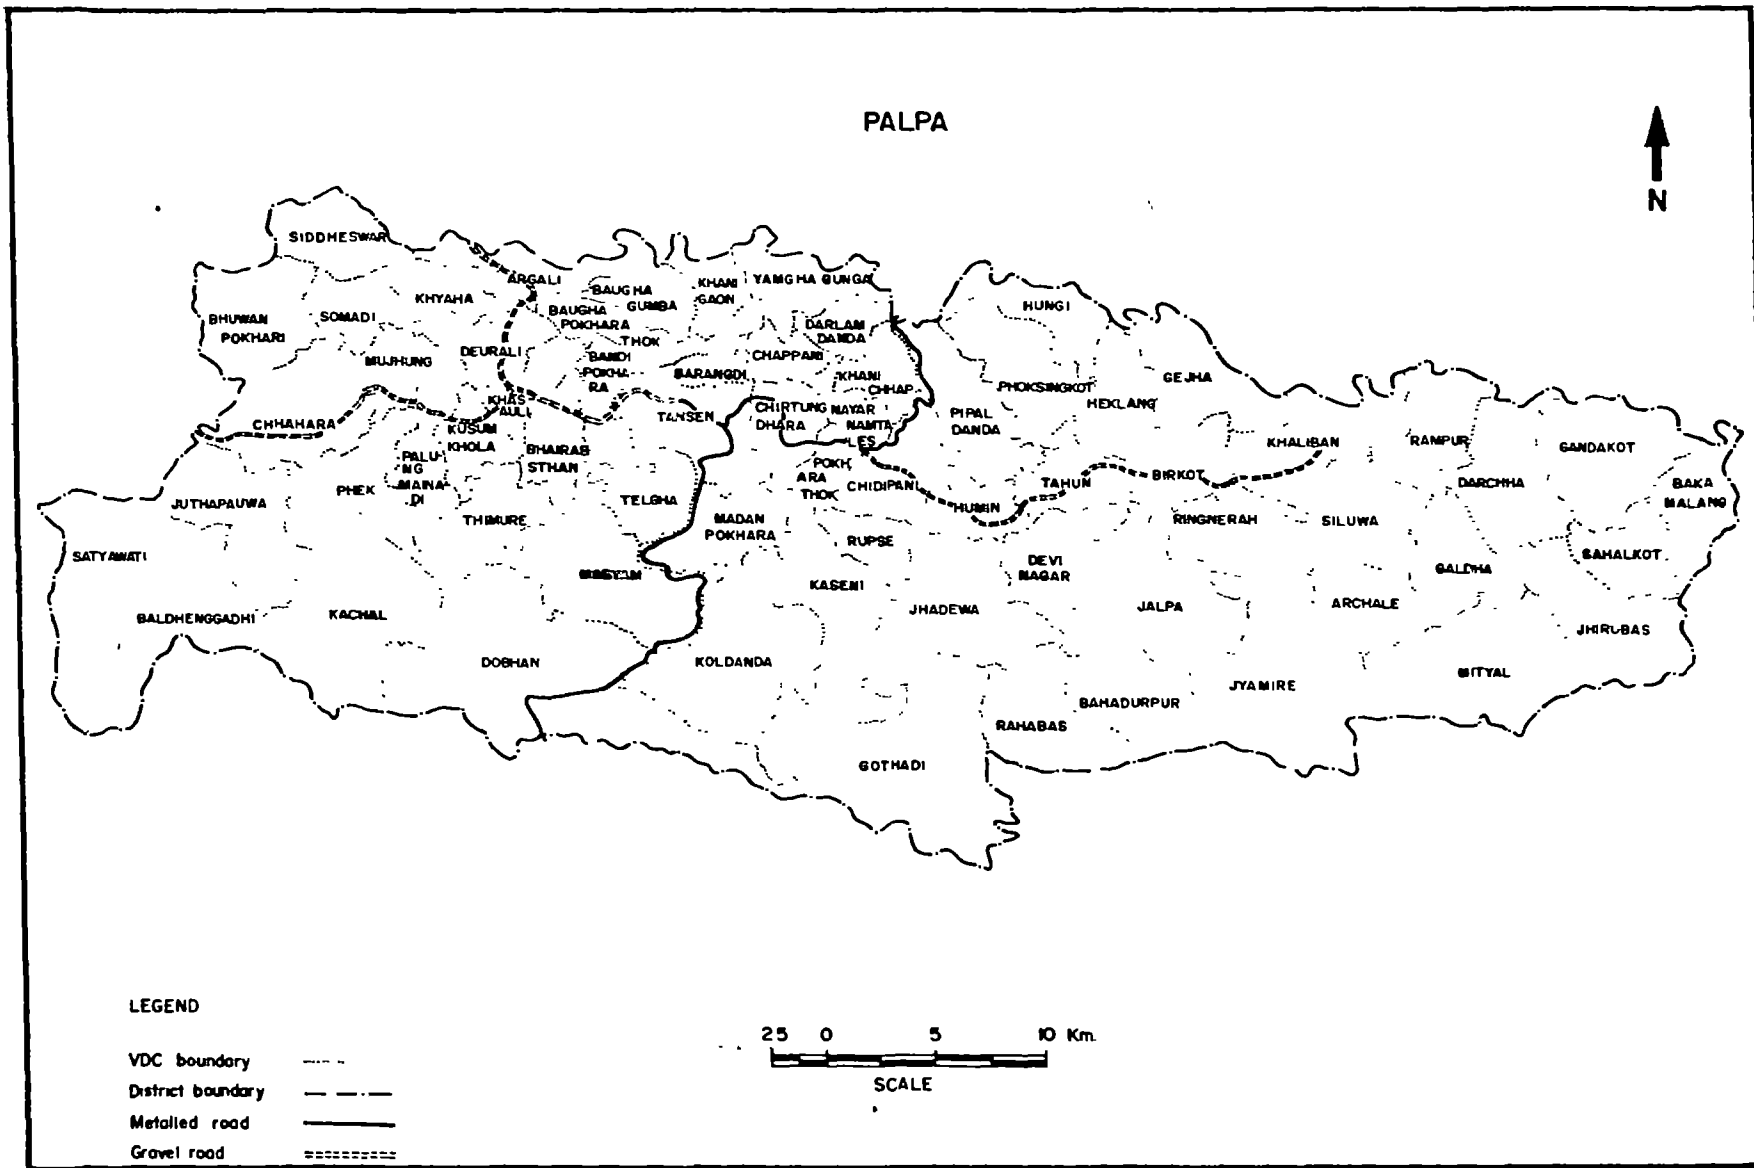 PALPA
N
SIDDHESWAR
ARGALI
KHYAHA
BAUGHA
GUMBA
KHANI
GAON
YAMGHA GUNGA
HUNGI
BHUWAN
POKHARI
SOMADI
BAUGHA
POKHARA
THOK
DARLAM
DANDA
MUJHUNG
DEURALI
BANDI
POKHA
RA
BARANGDI
CHAPPANI
KHANI
CHHAP
PHOKSINGKOT
GEJHA
HEKLANG
CHHAHARA
KHAS
AULI
KUSUM
KHOLA
TANSEN
CHIRTUNG
DHARA
NAYAR
NAMTA
LES
PIPAL
DANDA
KHALIBAN
RAMPUR
GANDAKOT
PALU-
NG
MAINA
DI
BHAIRAB
STHAN
POKH
ARA
THOK
CHIDIPANI
TAHUN
BIRKOT
DARCHHA
BAKA
MALANG
JUTHAPAUWA
PHEK
THIMURE
TELGHA
HUMIN
RINGNERAH
SILUWA
MADAN
POKHARA
RUPSE
SATYAWATI
MASYAM
KASENI
DEVI
NAGAR
GALDHA
SAHALKOT
BALDHENGGADHI
KACHAL
JHADEWA
JALPA
ARCHALE
JHIRUBAS
DOBHAN
KOLDANDA
MITYAL
JYAMIRE
BAHADURPUR
RAHABAS
GOTHADI
LEGEND
VDC boundary
District boundary
Metalled road
Gravel road
25 0 5 10 Km.
SCALE